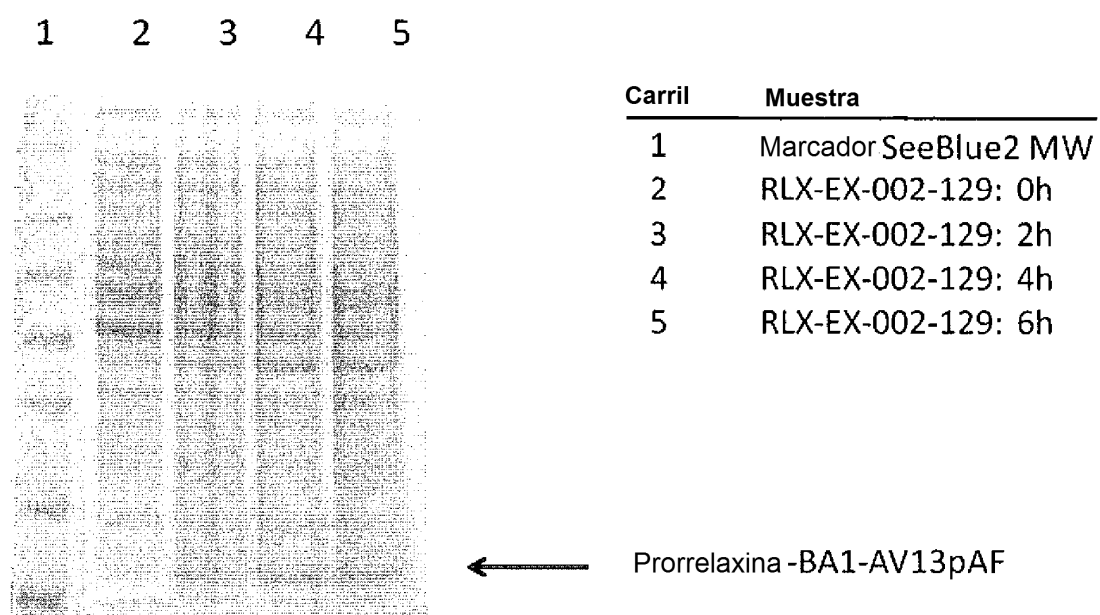 1 2 3 4 5
Carril Muestra
1 Marcador SeeBlue2 MW
2 RLX-EX-002-129: 0h
3 RLX-EX-002-129: 2h
4 RLX-EX-002-129: 4h
5 RLX-EX-002-129: 6h
Prorrelaxina-BA1-AV13pAF